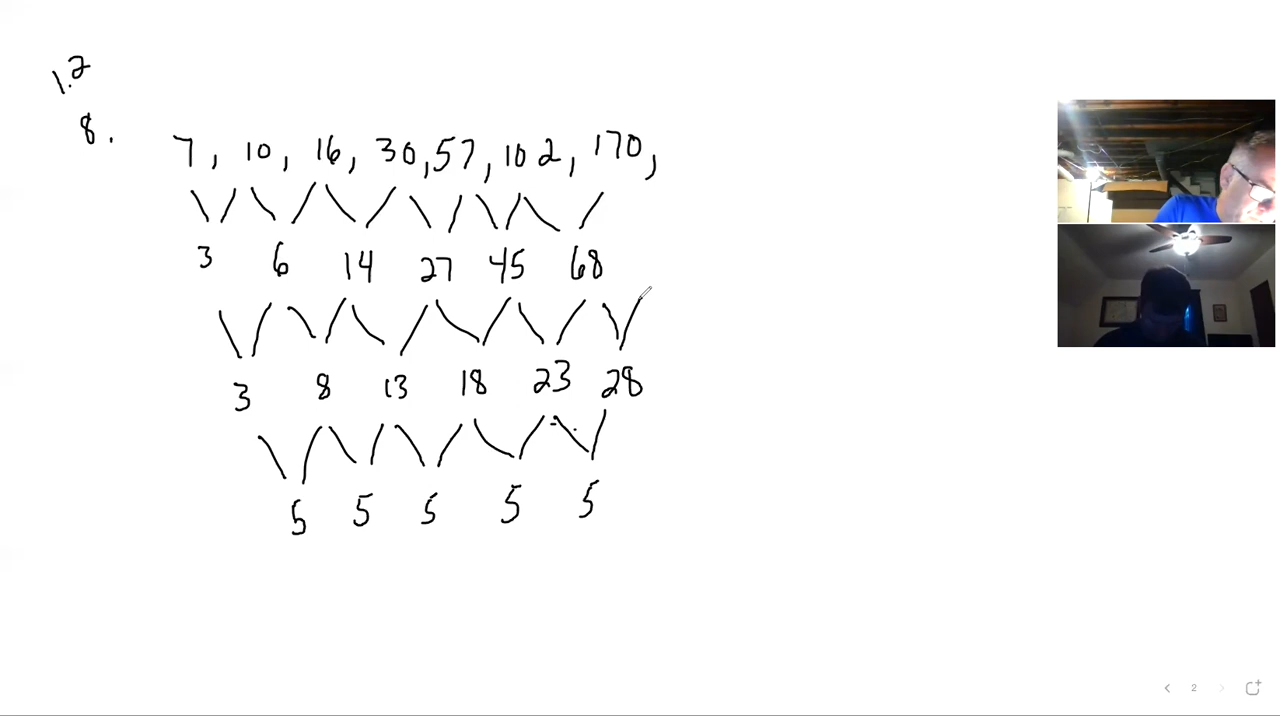 1.2
8.
7, 10, 16, 30, 57, 102, 170,
3 6 14 27 45 68
3 8 13 18 23 28
5 5 5 5 5
2